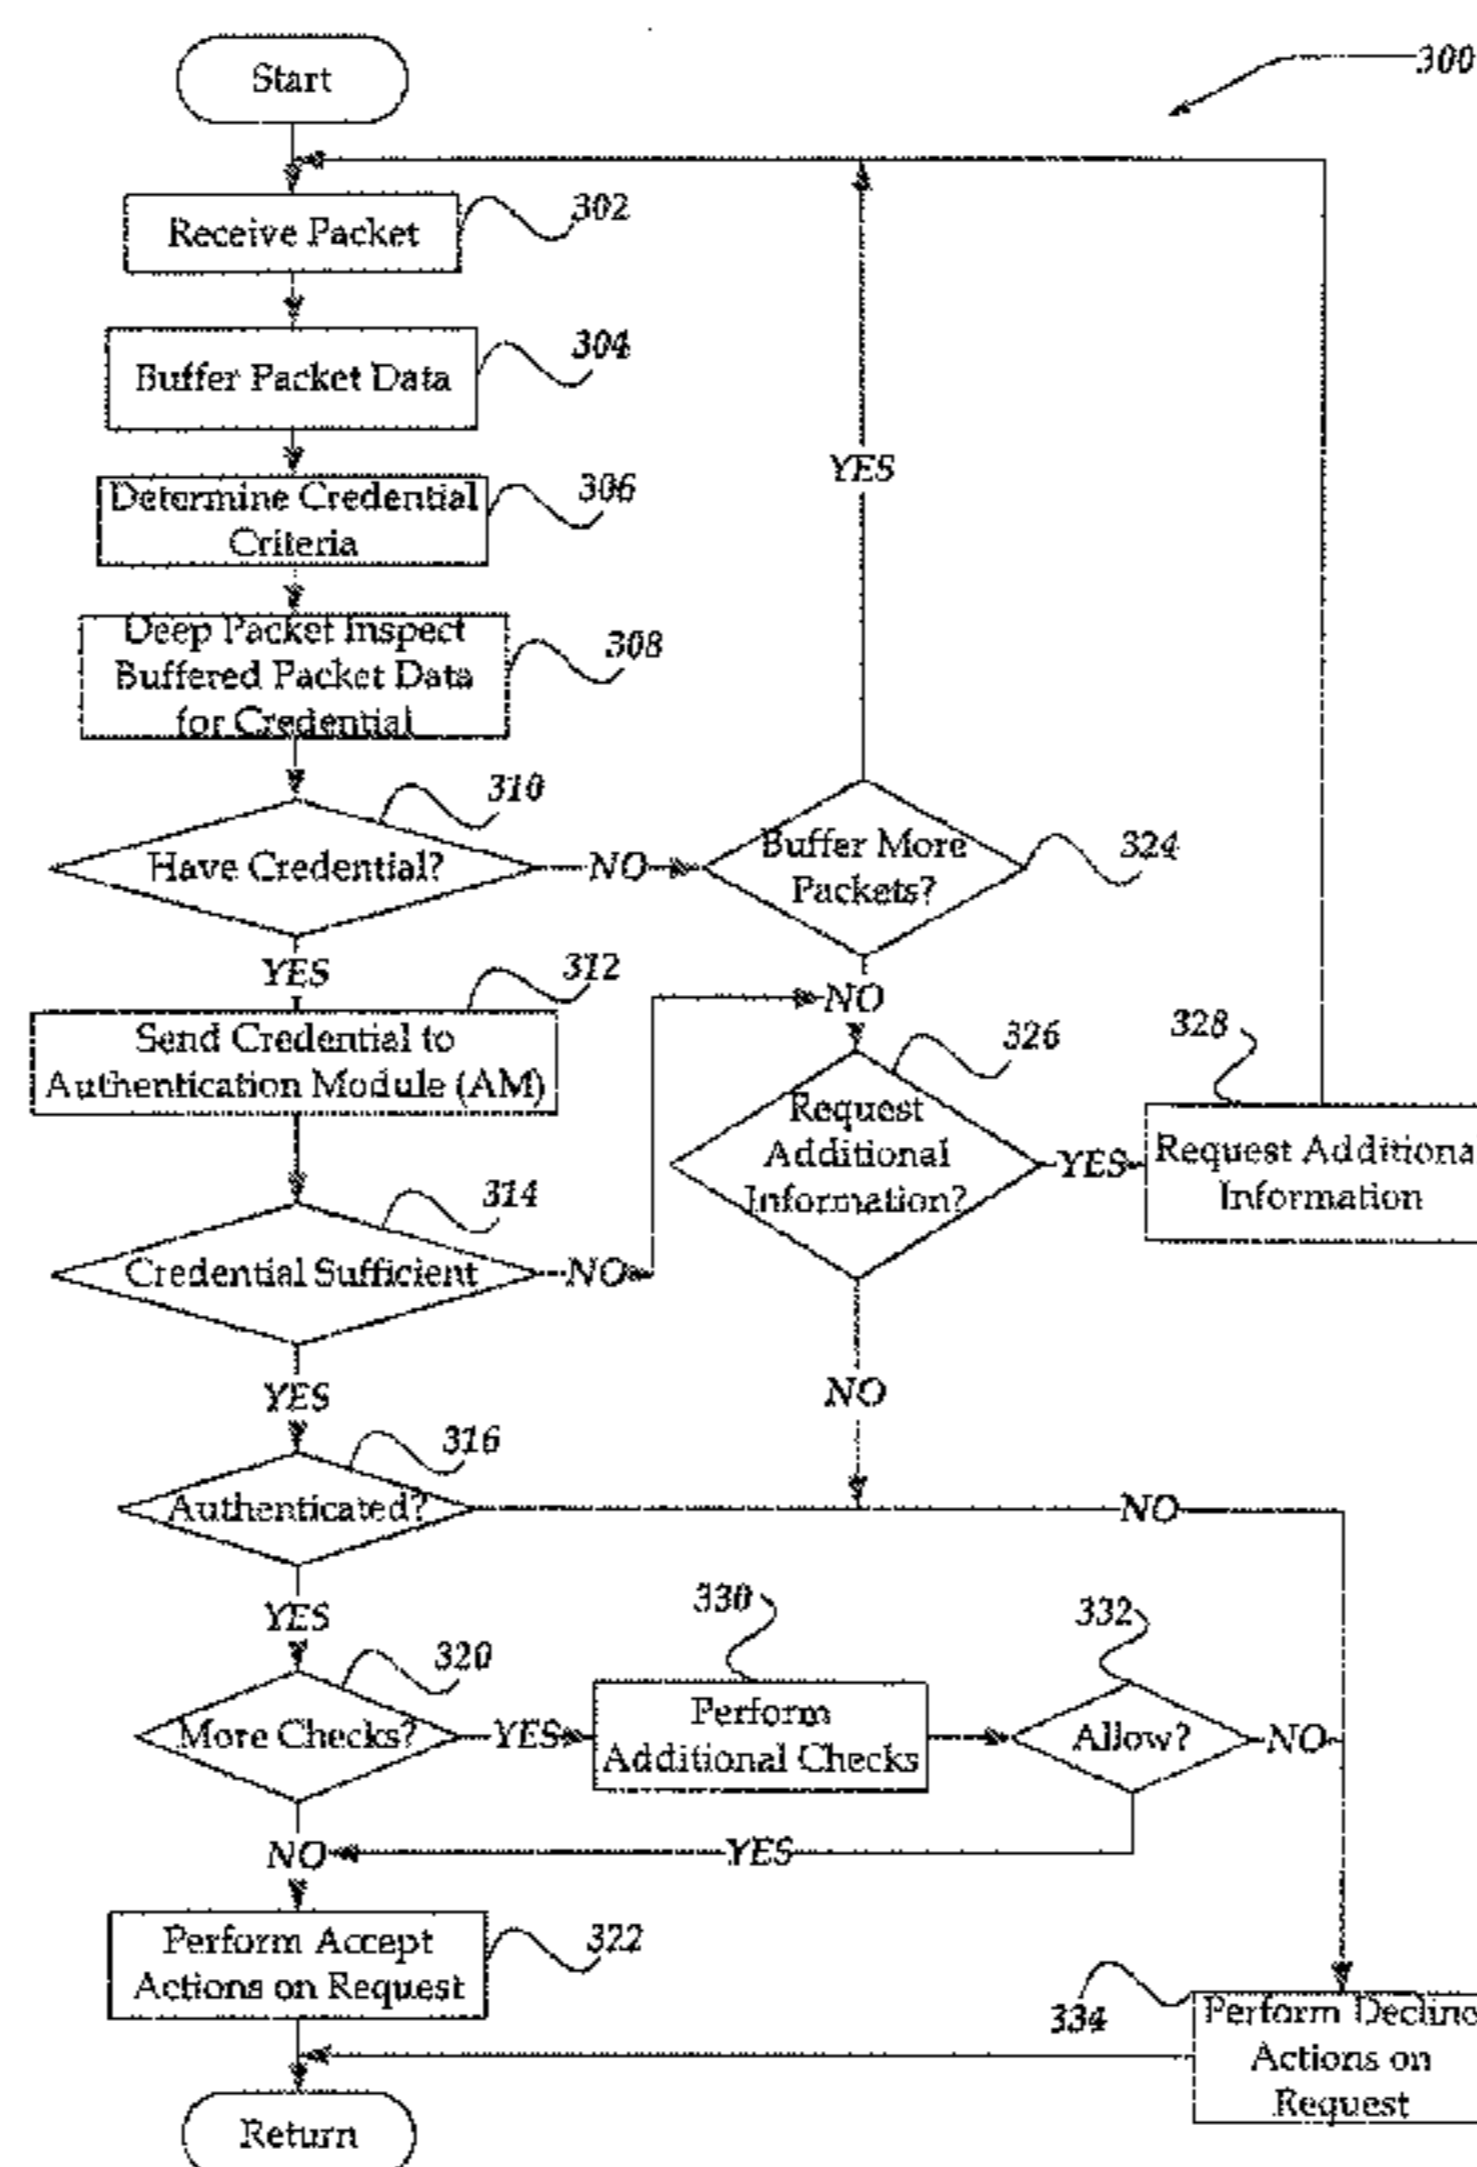 Start
300
Receive Packet
302
Buffer Packet Data
304
Determine Credential
Criteria
306
Deep Packet Inspect
Buffered Packet Data
for Credential
308
YES
Have Credential?
310
NO
Buffer More
Packets?
324
YES
NO
Send Credential to
Authentication Module (AM)
312
Request
Additional
Information?
326
YES
Request Additiona
Information
328
Credential Sufficient
314
NO
YES
NO
Authenticated?
316
NO
YES
More Checks?
320
YES
Perform
Additional Checks
330
Allow?
332
NO
NO
YES
Perform Accept
Actions on Request
322
Perform Decline
Actions on
Request
334
Return